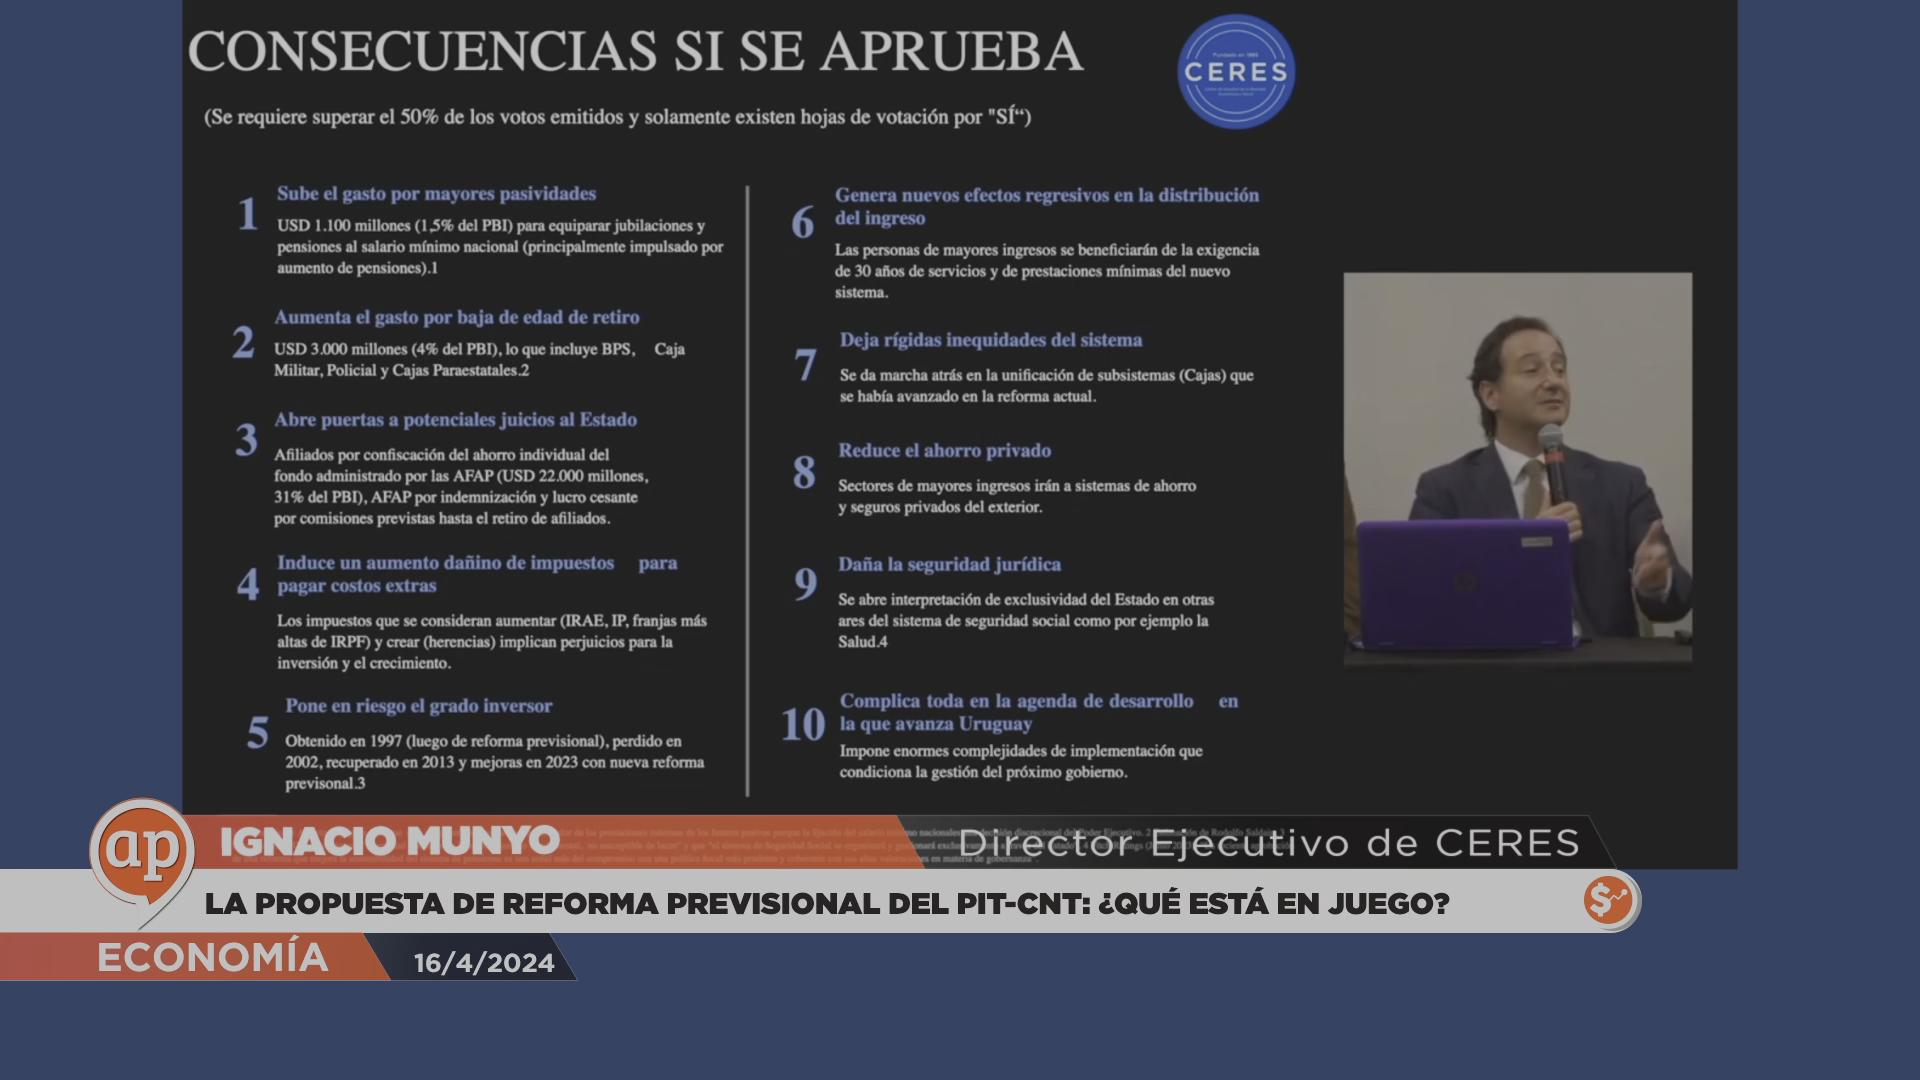 CONSECUENCIAS SI SE APRUEBA
(Se requiere superar el 50% de los votos emitidos y solamente existen hojas de votación por "SÍ“)
Fundado en 1985
CERES
1
Sube el gasto por mayores pasividades
USD 1.100 millones (1,5% del PBI) para equiparar jubilaciones y
pensiones al salario mínimo nacional (principalmente impulsado por
aumento de pensiones).1
2
Aumenta el gasto por baja de edad de retiro
USD 3.000 millones (4% del PBI), lo que incluye BPS, Caja
Militar, Policial y Cajas Paraestatales.2
3
Abre puertas a potenciales juicios al Estado
Afiliados por confiscación del ahorro individual del
fondo administrado por las AFAP (USD 22.000 millones,
31% del PBI), AFAP por indemnización y lucro cesante
por comisiones previstas hasta el retiro de afiliados.
4
Induce un aumento dañino de impuestos para
pagar costos extras
Los impuestos que se consideran aumentar (IRAE, IP, franjas más
altas de IRPF) y crear (herencias) implican perjuicios para la
inversión y el crecimiento.
5
Pone en riesgo el grado inversor
Obtenido en 1997 (luego de reforma previsional), perdido en
2002, recuperado en 2013 y mejoras en 2023 con nueva reforma
previsonal.3
6
Genera nuevos efectos regresivos en la distribución
del ingreso
Las personas de mayores ingresos se beneficiarán de la exigencia
de 30 años de servicios y de prestaciones mínimas del nuevo
sistema.
7
Deja rígidas inequidades del sistema
Se da marcha atrás en la unificación de subsistemas (Cajas) que
se había avanzado en la reforma actual.
8
Reduce el ahorro privado
Sectores de mayores ingresos irán a sistemas de ahorro
y seguros privados del exterior.
9
Daña la seguridad jurídica
Se abre interpretación de exclusividad del Estado en otras
ares del sistema de seguridad social como por ejemplo la
Salud.4
10
Complica toda en la agenda de desarrollo en
la que avanza Uruguay
Impone enormes complejidades de implementación que
condiciona la gestión del próximo gobierno.
ap
IGNACIO MUNYO
Director Ejecutivo de CERES
LA PROPUESTA DE REFORMA PREVISIONAL DEL PIT-CNT: ¿QUÉ ESTÁ EN JUEGO?
$
ECONOMÍA
16/4/2024